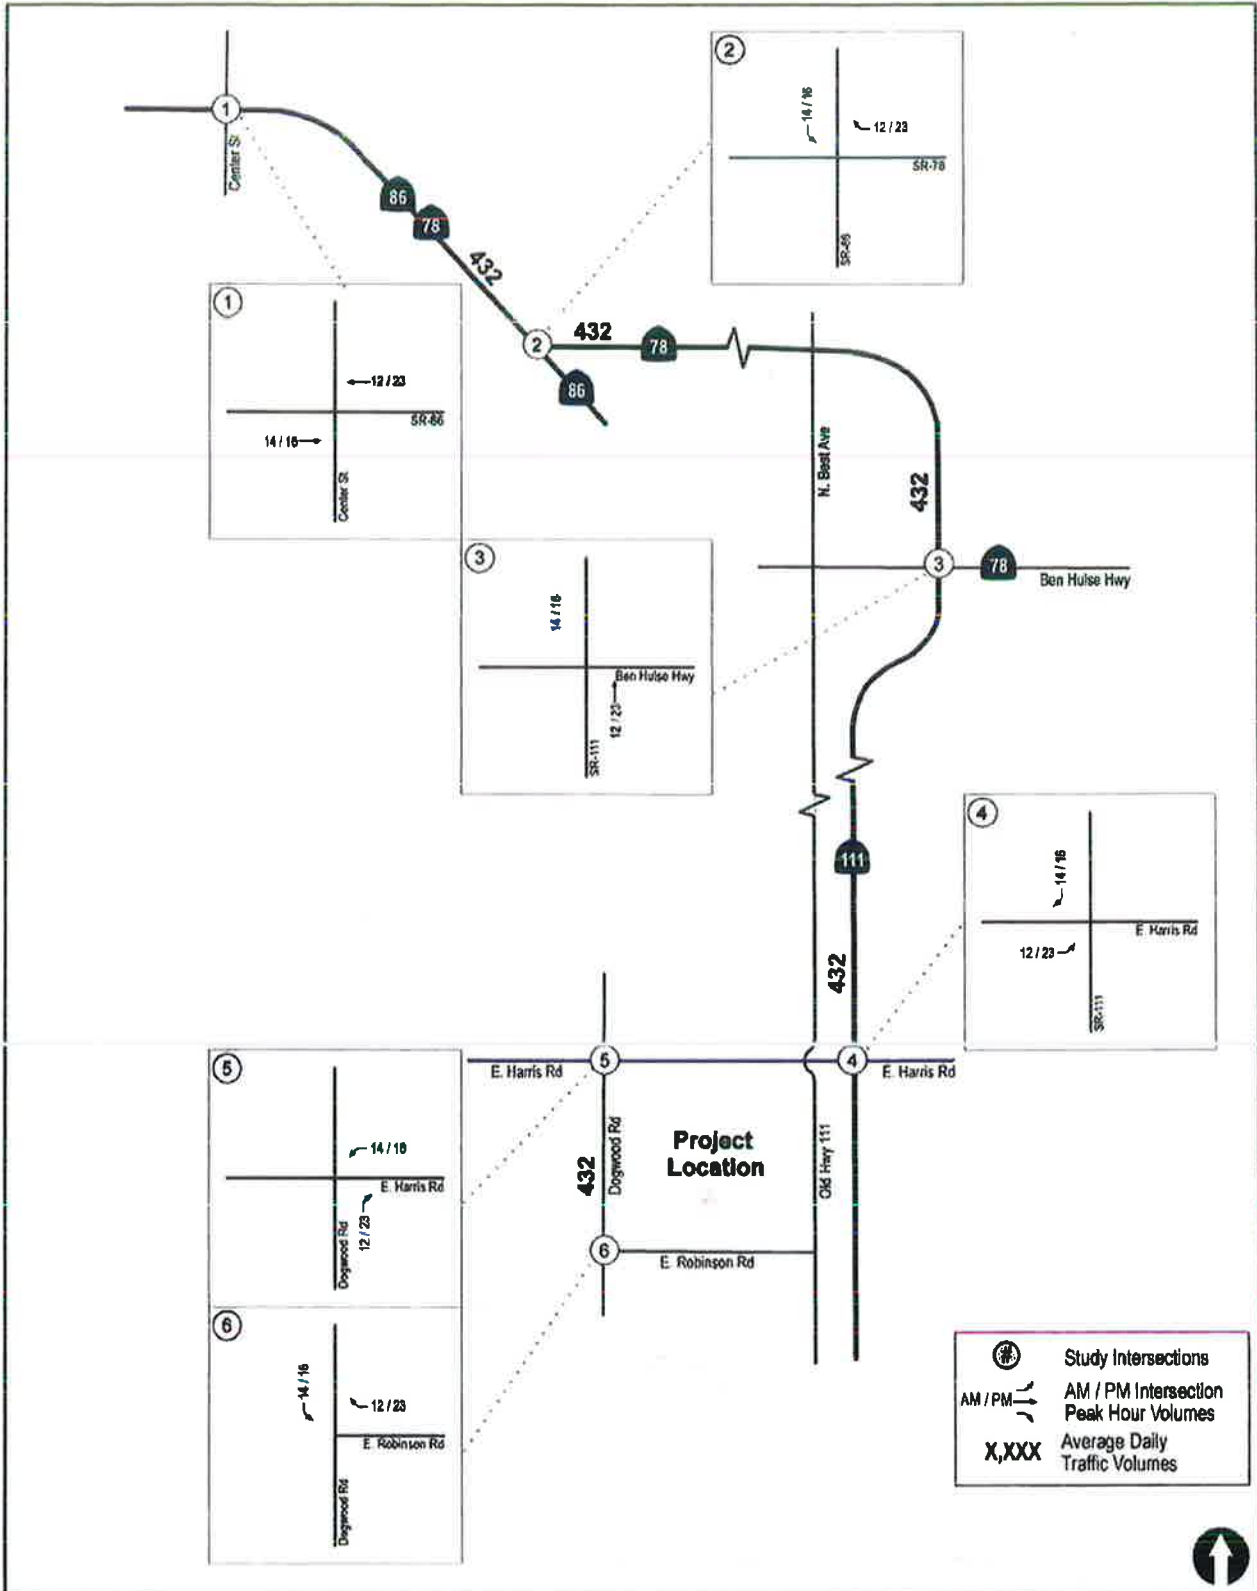 1
Center St
86
78
432
2
14 / 16
12 / 23
SR-78
SR-86
1
12 / 23
SR-86
14 / 16
Center St
2
432
78
86
N. Best Ave
432
3
78
Ben Hulse Hwy
3
14 / 16
Ben Hulse Hwy
12 / 23
SR-111
111
432
4
14 / 16
E. Harris Rd
12 / 23
SR-111
E. Harris Rd
5
4
E. Harris Rd
432
Dogwood Rd
Project
Location
Old Hwy 111
6
E. Robinson Rd
5
14 / 16
E. Harris Rd
12 / 23
Dogwood Rd
6
14 / 16
12 / 23
E. Robinson Rd
Dogwood Rd
#
Study Intersections
AM / PM
AM / PM Intersection
Peak Hour Volumes
X,XXX
Average Daily
Traffic Volumes